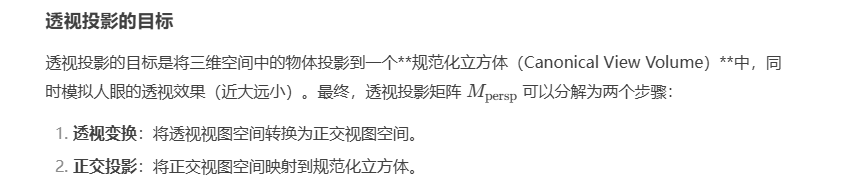 透视投影的目标
透视投影的目标是将三维空间中的物体投影到一个**规范化立方体（Canonical View Volume）**中，同
时模拟人眼的透视效果（近大远小）。最终，透视投影矩阵 M_persp 可以分解为两个步骤：
1. 透视变换：将透视视图空间转换为正交视图空间。
2. 正交投影：将正交视图空间映射到规范化立方体。